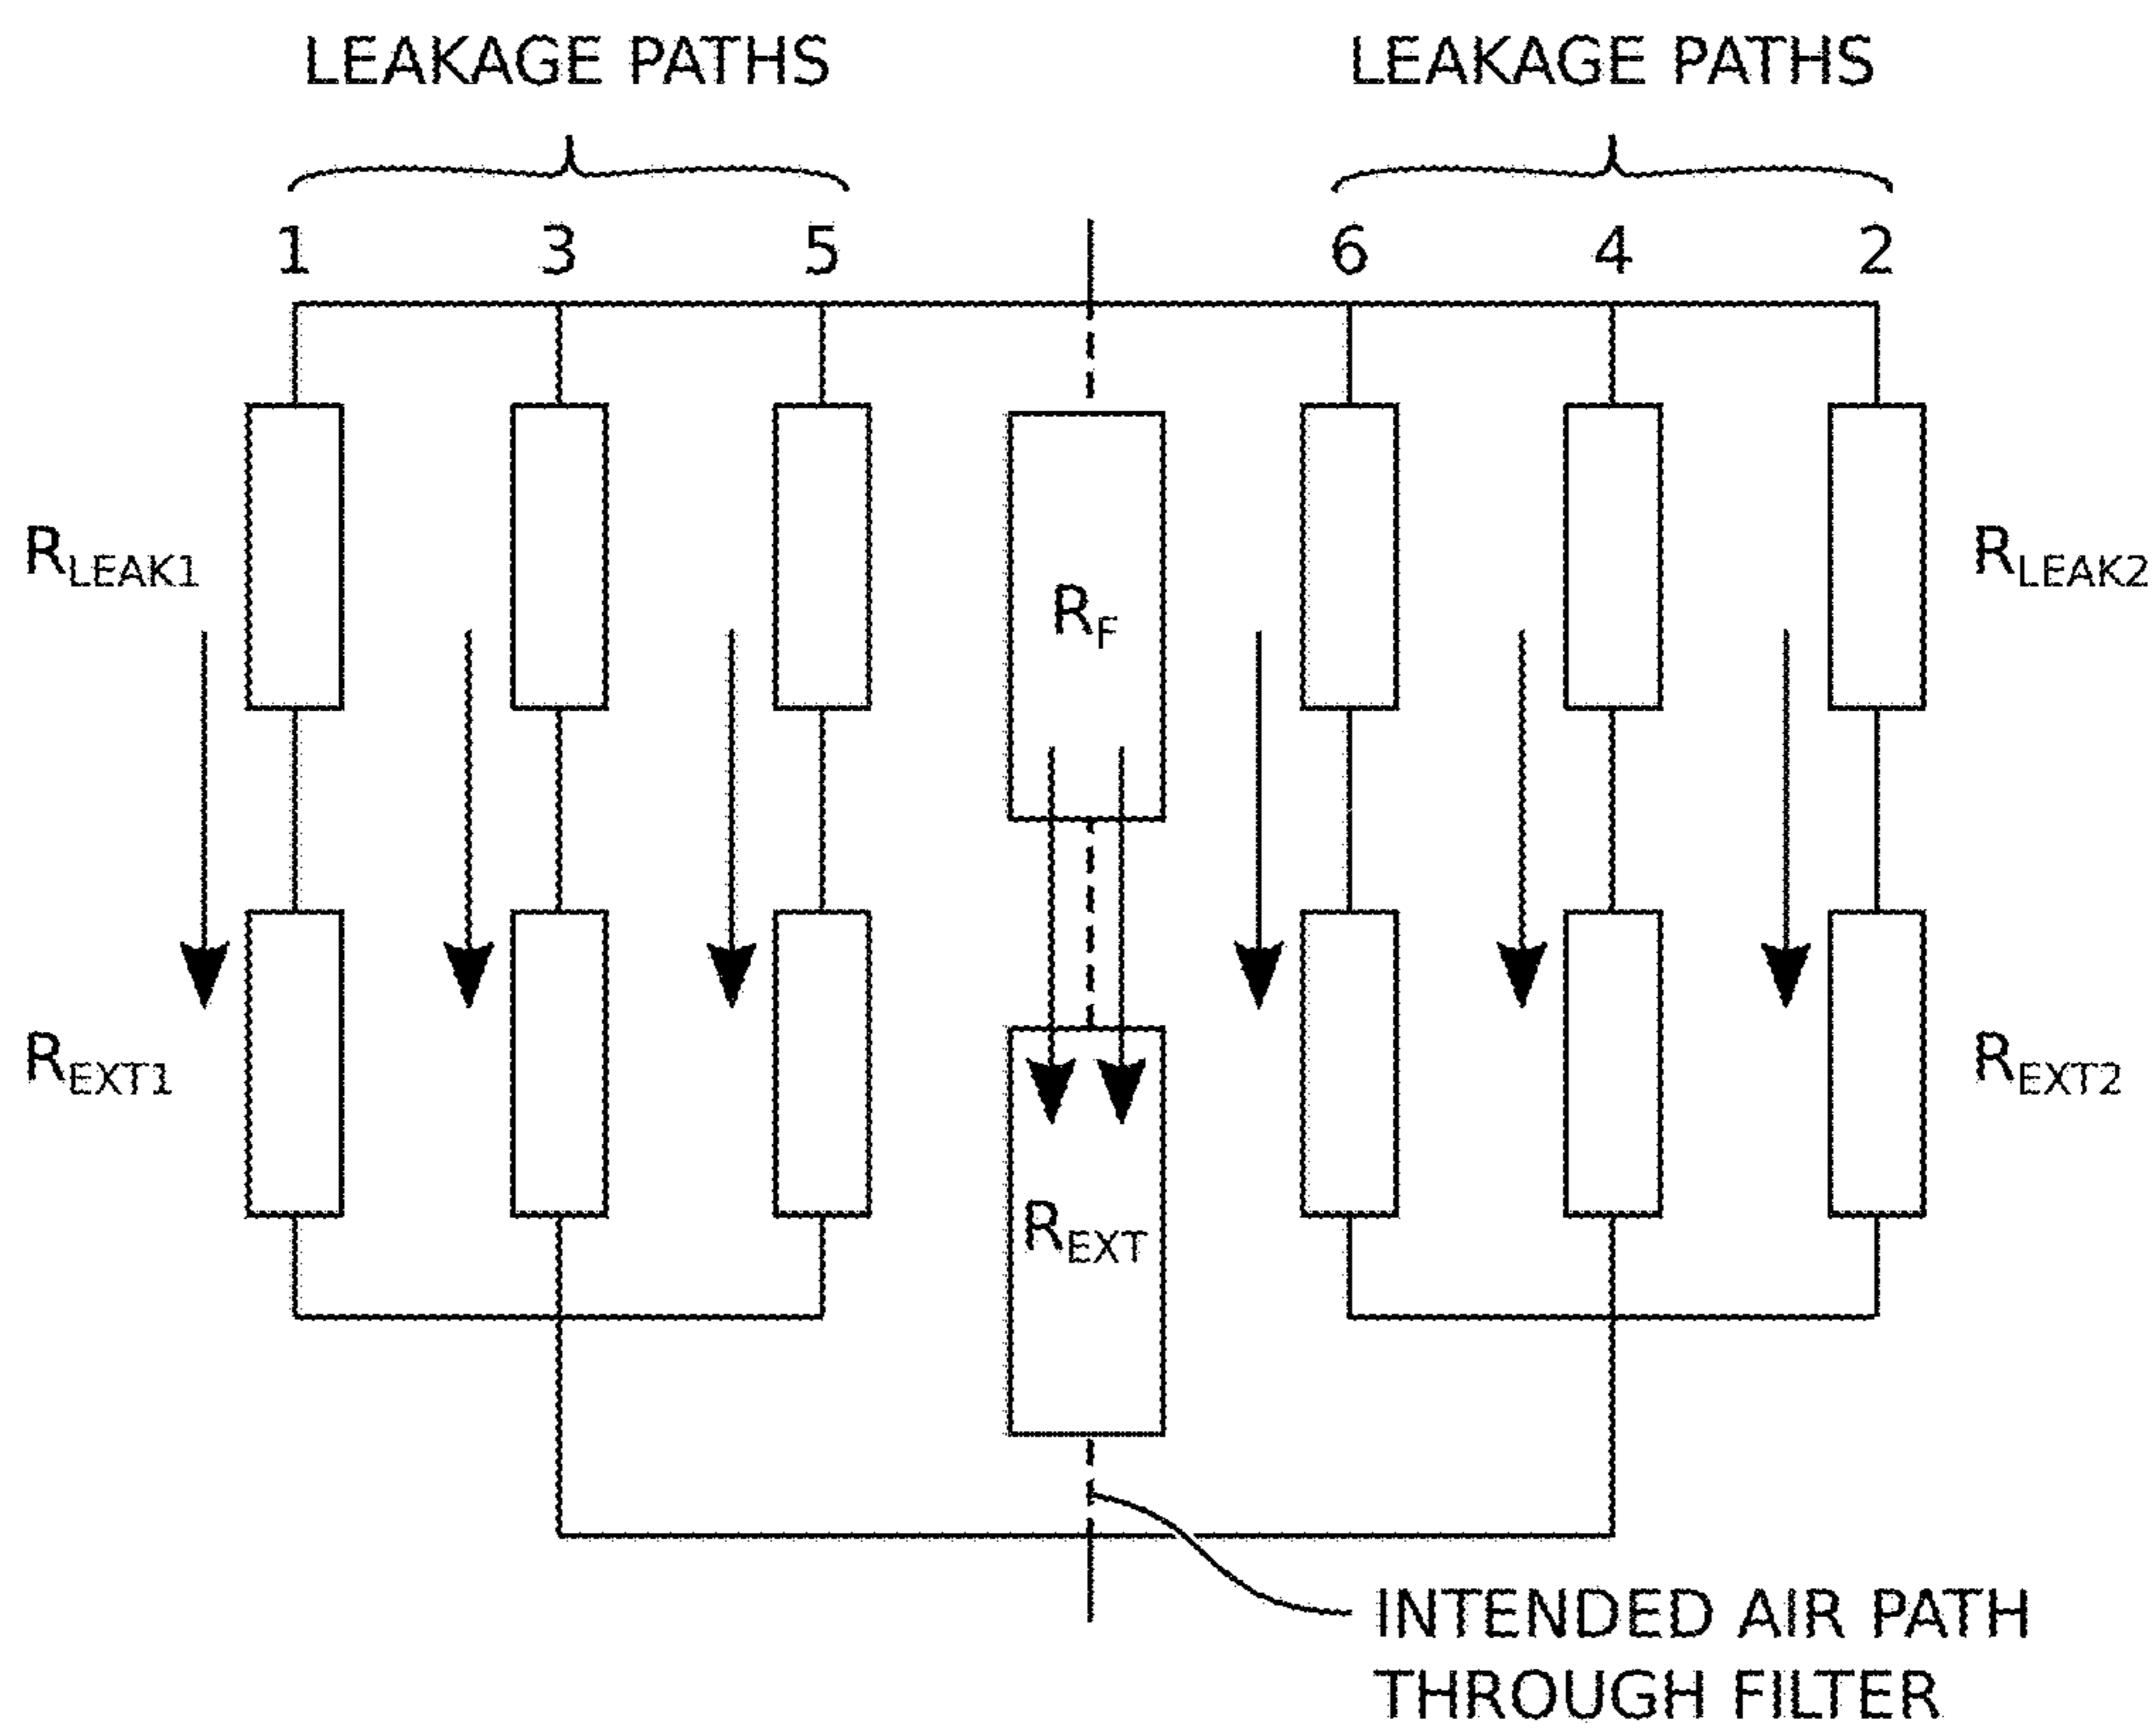 LEAKAGE PATHS
LEAKAGE PATHS
1 3 5 6 4 2
RLEAK1
RF
RLEAK2
REXT1
REXT
REXT2
INTENDED AIR PATH
THROUGH FILTER